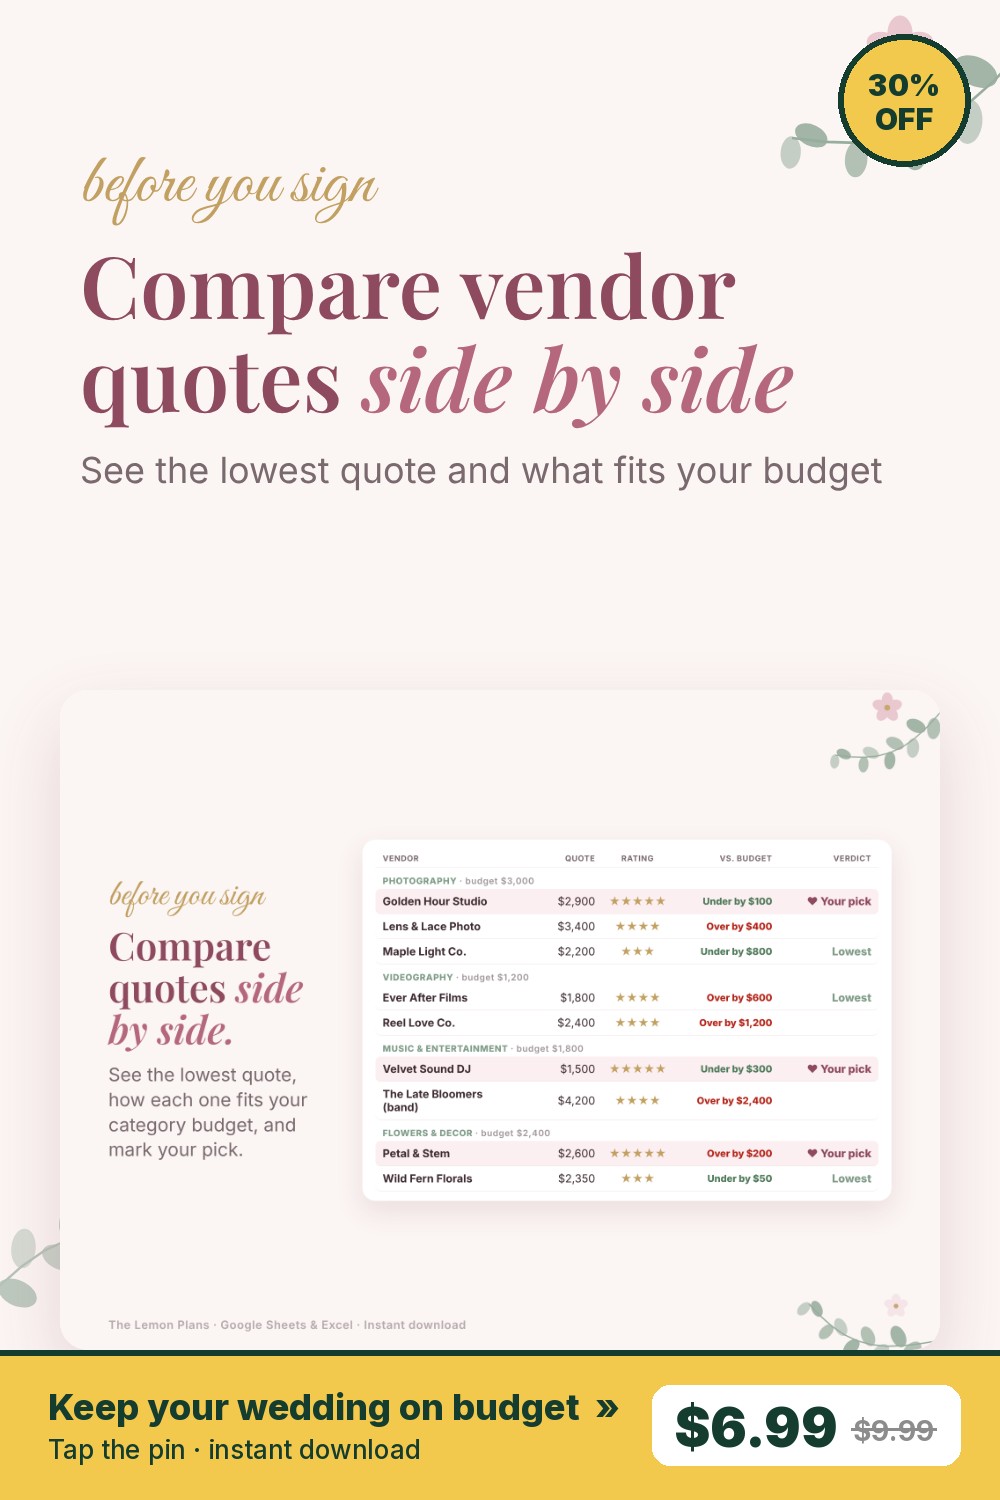 30%
OFF
before you sign
Compare vendor
quotes side by side
See the lowest quote and what fits your budget
before you sign
Compare
quotes side
by side.
See the lowest quote,
how each one fits your
category budget, and
mark your pick.
VENDOR QUOTE RATING VS. BUDGET VERDICT
PHOTOGRAPHY · budget $3,000
Golden Hour Studio $2,900 ★★★★★ Under by $100 ♥ Your pick
Lens & Lace Photo $3,400 ★★★★ Over by $400
Maple Light Co. $2,200 ★★★ Under by $800 Lowest
VIDEOGRAPHY · budget $1,200
Ever After Films $1,800 ★★★★ Over by $600 Lowest
Reel Love Co. $2,400 ★★★★ Over by $1,200
MUSIC & ENTERTAINMENT · budget $1,800
Velvet Sound DJ $1,500 ★★★★★ Under by $300 ♥ Your pick
The Late Bloomers
(band) $4,200 ★★★★ Over by $2,400
FLOWERS & DECOR · budget $2,400
Petal & Stem $2,600 ★★★★★ Over by $200 ♥ Your pick
Wild Fern Florals $2,350 ★★★ Under by $50 Lowest
The Lemon Plans · Google Sheets & Excel · Instant download
Keep your wedding on budget »
Tap the pin · instant download
$6.99 $9.99